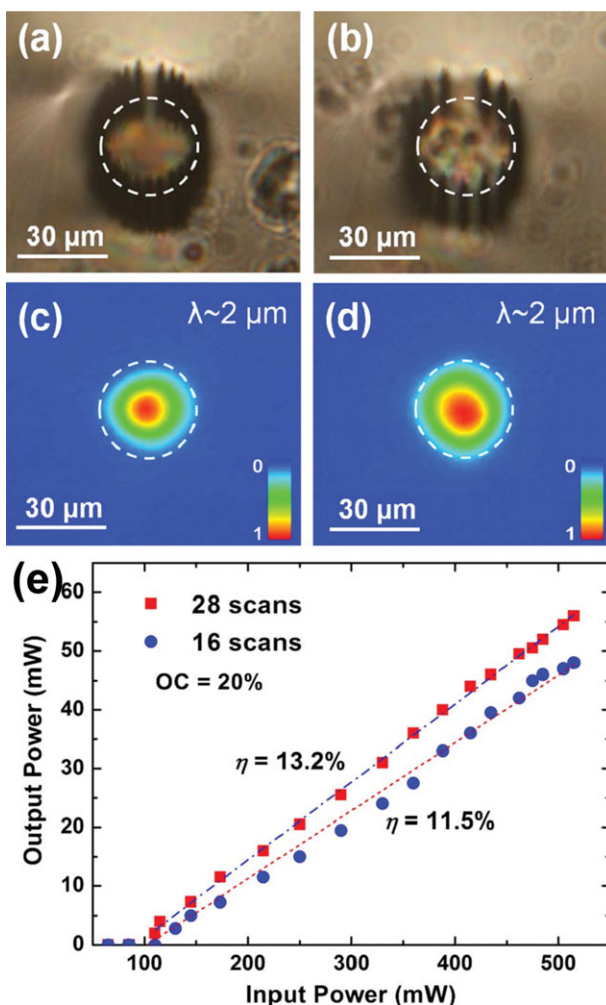 (a)
30 μm
(b)
30 μm
(c)
λ~2 μm
0
1
30 μm
(d)
λ~2 μm
0
1
30 μm
(e)
60
50
40
30
20
10
0
Output Power (mW)
28 scans
16 scans
OC = 20%
η = 13.2%
η = 11.5%
100 200 300 400 500
Input Power (mW)